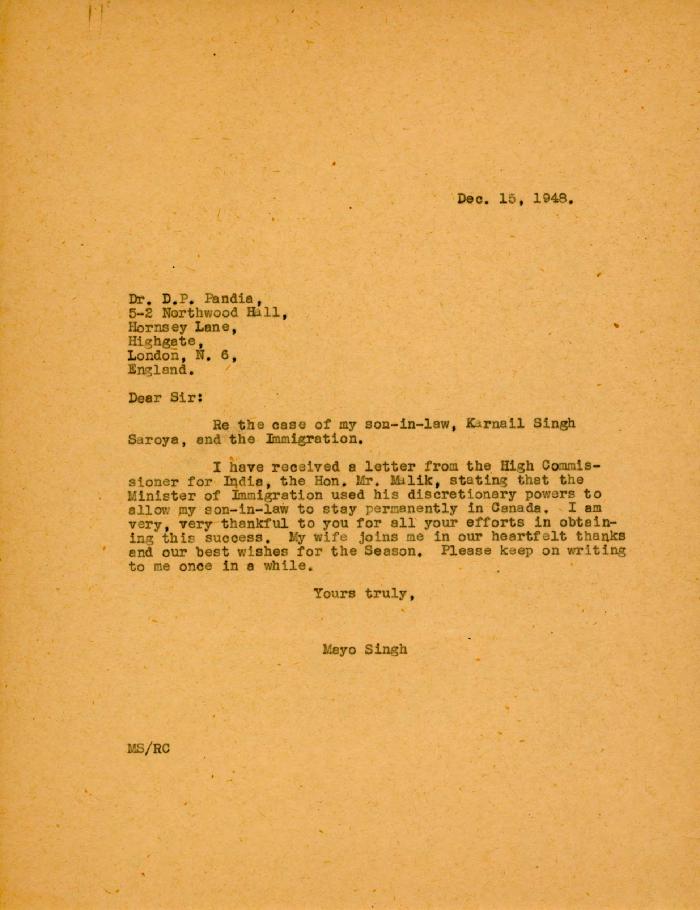 Dec. 15, 1948.
Dr. D.P. Pandia,
5-2 Northwood Hall,
Hornsey Lane,
Highgate,
London, N. 6,
England.
Dear Sir:
Re the case of my son-in-law, Karnail Singh
Saroya, and the Immigration.
I have received a letter from the High Commis-
sioner for India, the Hon. Mr. Malik, stating that the
Minister of Immigration used his discretionary powers to
allow my son-in-law to stay permanently in Canada. I am
very, very thankful to you for all your efforts in obtain-
ing this success. My wife joins me in our heartfelt thanks
and our best wishes for the Season. Please keep on writing
to me once in a while.
Yours truly,
Mayo Singh
MS/RC